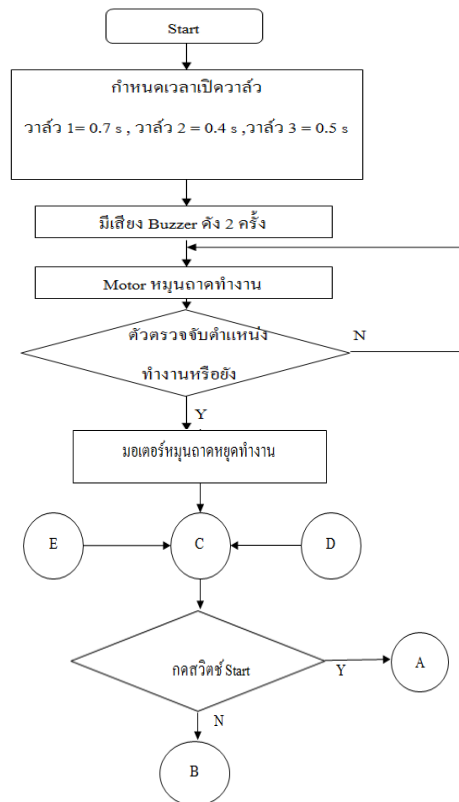 Start
กำหนดเวลาเปิดวาล์ว
วาล์ว 1= 0.7 s , วาล์ว 2 = 0.4 s ,วาล์ว 3 = 0.5 s
มีเสียง Buzzer ดัง 2 ครั้ง
Motor หมุนถาดทำงาน
ตัวตรวจจับตำแหน่ง
N
ทำงานหรือยัง
Y
มอเตอร์หมุนถาดหยุดทำงาน
E
C
D
กดสวิตช์ Start
Y
A
N
B